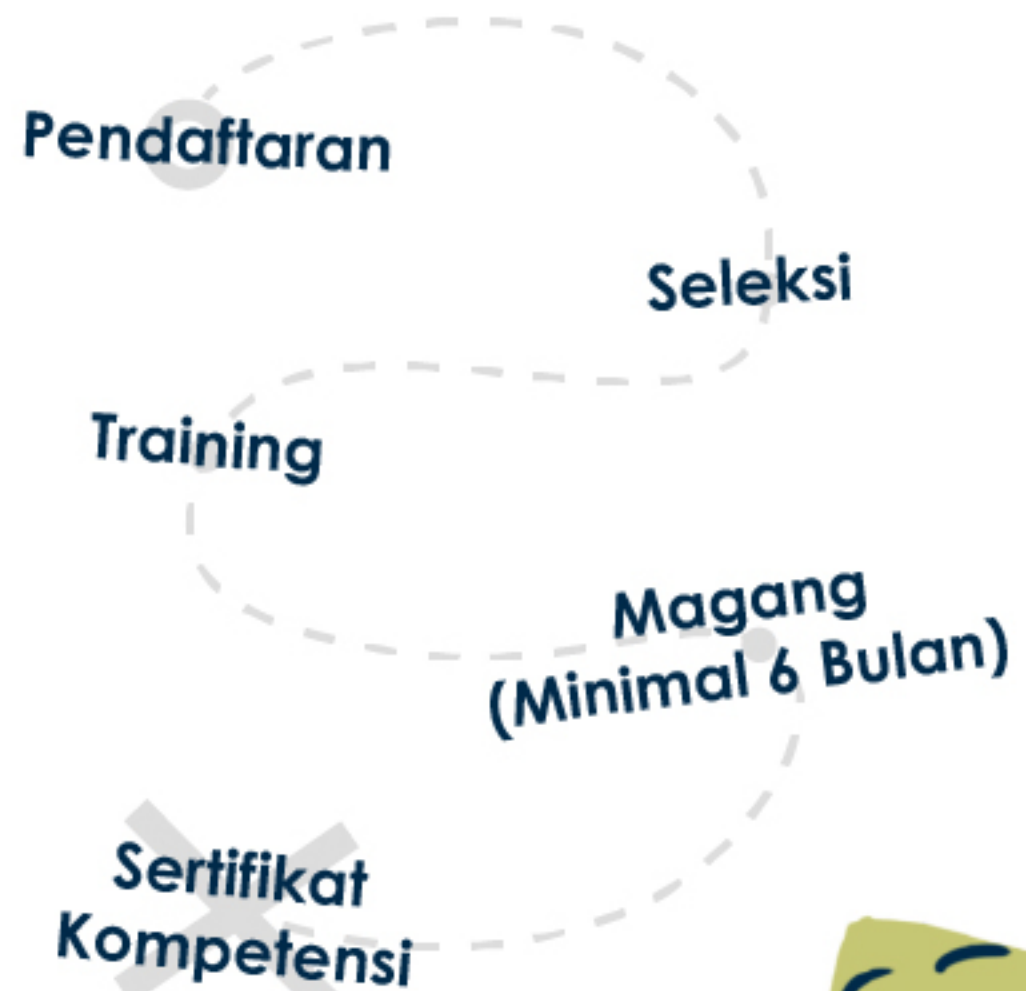 Pendaftaran
Seleksi
Training
Magang
(Minimal 6 Bulan)
Sertifikat
Kompetensi